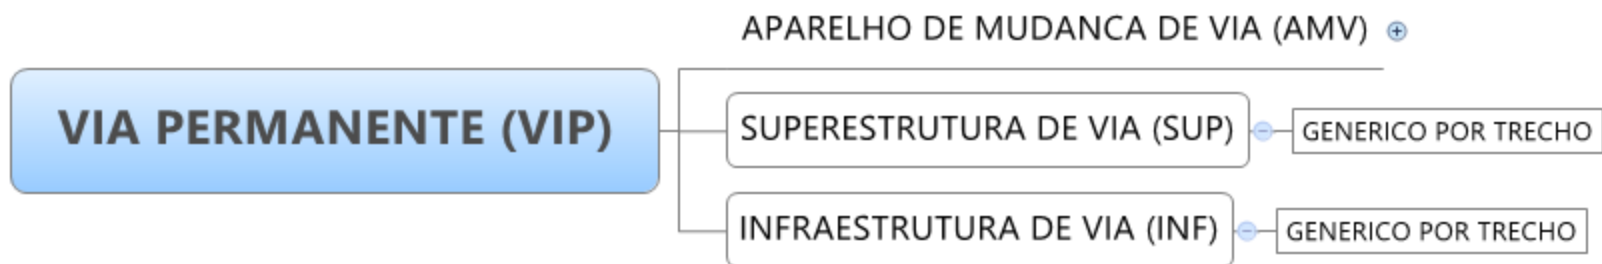 APARELHO DE MUDANCA DE VIA (AMV)
VIA PERMANENTE (VIP)
SUPERESTRUTURA DE VIA (SUP)
GENERICO POR TRECHO
INFRAESTRUTURA DE VIA (INF)
GENERICO POR TRECHO